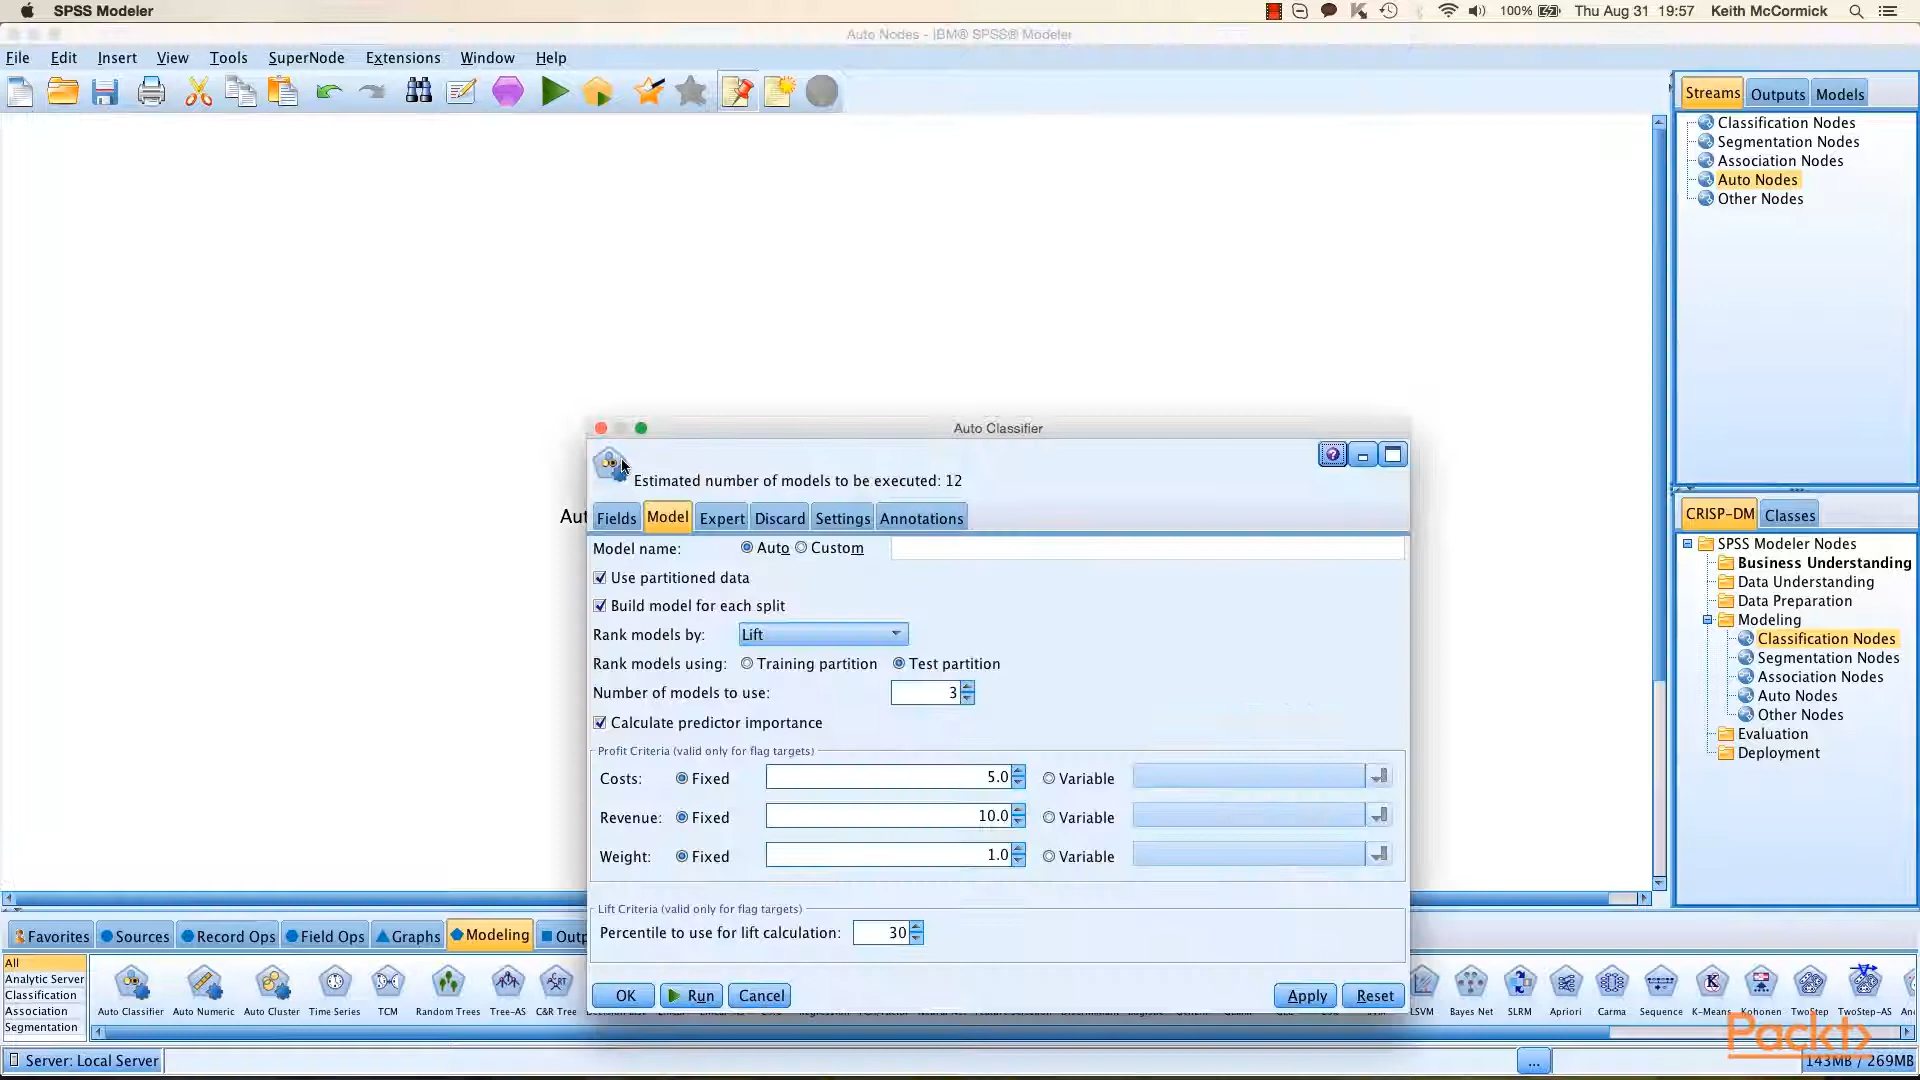 SPSS Modeler
100%
Thu Aug 31 19:57
Keith McCormick
Auto Nodes - IBM® SPSS® Modeler
File Edit Insert View Tools SuperNode Extensions Window Help
Streams Outputs Models
Classification Nodes
Segmentation Nodes
Association Nodes
Auto Nodes
Other Nodes
Aut
Auto Classifier
Estimated number of models to be executed: 12
Fields Model Expert Discard Settings Annotations
Model name: Auto Custom
Use partitioned data
Build model for each split
Rank models by: Lift
Rank models using: Training partition Test partition
Number of models to use: 3
Calculate predictor importance
Profit Criteria (valid only for flag targets)
Costs: Fixed 5.0 Variable
Revenue: Fixed 10.0 Variable
Weight: Fixed 1.0 Variable
Lift Criteria (valid only for flag targets)
Percentile to use for lift calculation: 30
OK Run Cancel Apply Reset
CRISP-DM Classes
SPSS Modeler Nodes
Business Understanding
Data Understanding
Data Preparation
Modeling
Classification Nodes
Segmentation Nodes
Association Nodes
Auto Nodes
Other Nodes
Evaluation
Deployment
Favorites Sources Record Ops Field Ops Graphs Modeling Outp
All
Analytic Server
Classification
Association
Segmentation
Auto Classifier Auto Numeric Auto Cluster Time Series TCM Random Trees Tree-AS C&R Tree
LSVM Bayes Net SLRM Apriori Carma Sequence K-Means Kohonen TwoStep TwoStep-AS
Packt>
Server: Local Server
...
143MB / 269MB